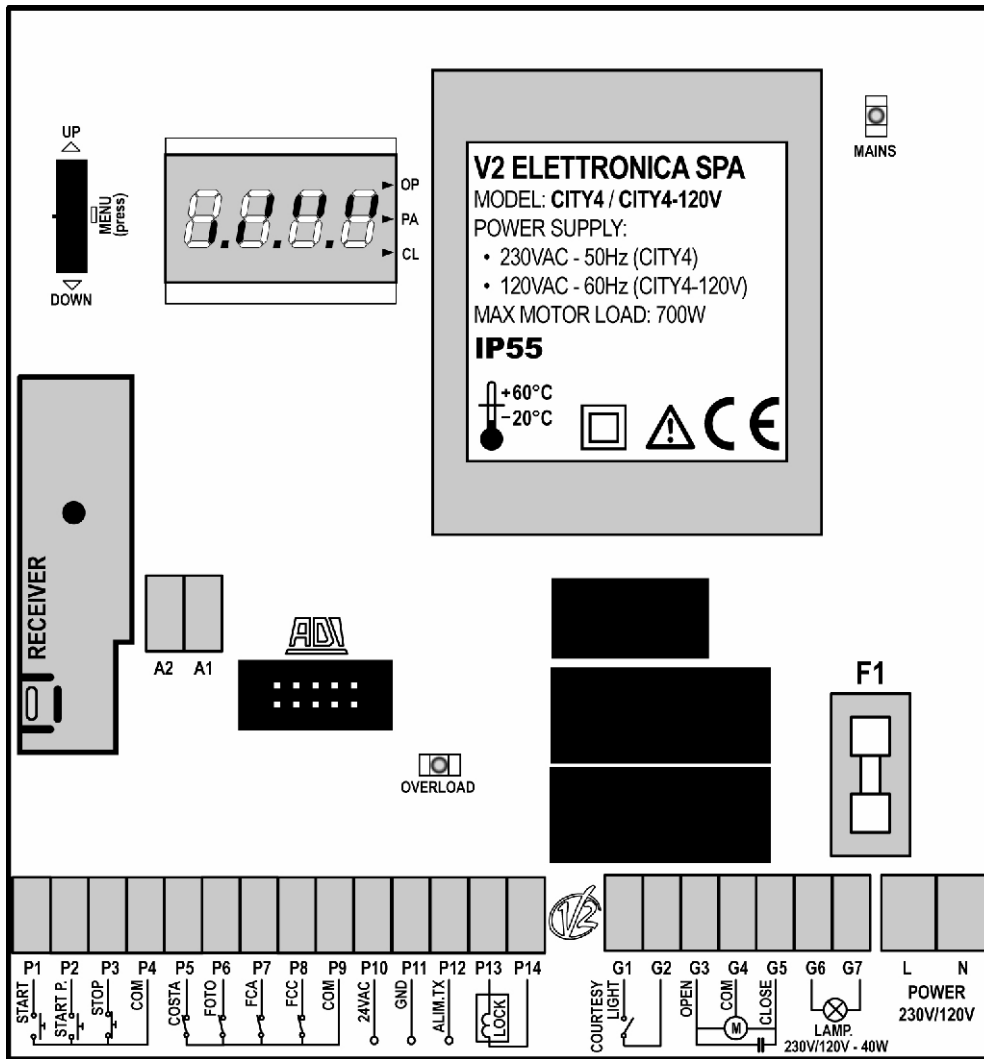 UP
MENU
(press)
DOWN
OP
PA
CL
V2 ELETTRONICA SPA
MODEL: CITY4 / CITY4-120V
POWER SUPPLY:
• 230VAC - 50Hz (CITY4)
• 120VAC - 60Hz (CITY4-120V)
MAX MOTOR LOAD: 700W
IP55
+60°C
-20°C
CE
MAINS
RECEIVER
A2 A1
ADI
OVERLOAD
F1
V2
P1 P2 P3 P4 P5 P6 P7 P8 P9 P10 P11 P12 P13 P14
START
START P.
STOP
COM
COSTA
FOTO
FCA
FCC
COM
24VAC
GND
ALIM.TX
LOCK
G1 G2 G3 G4 G5 G6 G7
COURTESY
LIGHT
OPEN
COM
CLOSE
M
LAMP.
230V/120V - 40W
L N
POWER
230V/120V